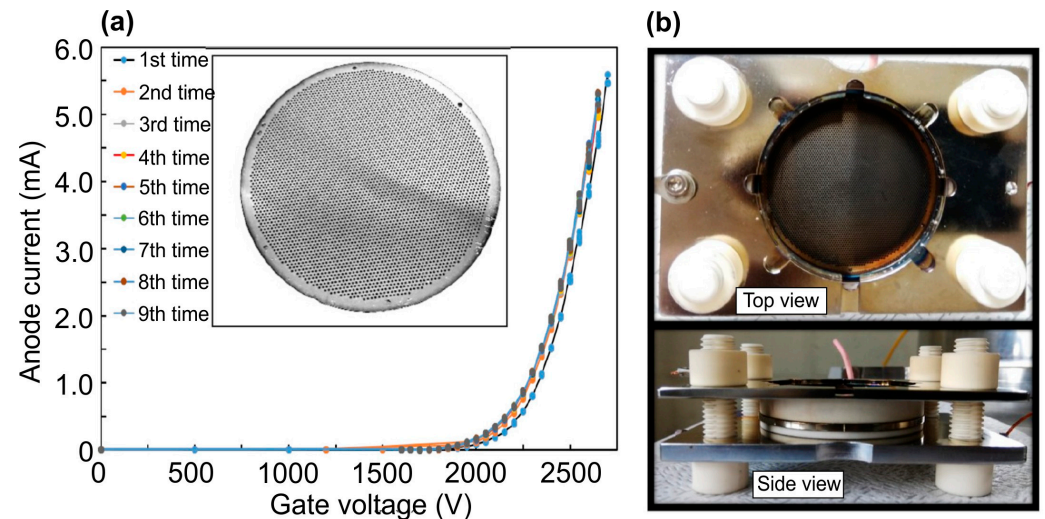 (a)
6.0
5.0
4.0
3.0
2.0
1.0
0
Anode current (mA)
1st time
2nd time
3rd time
4th time
5th time
6th time
7th time
8th time
9th time
0 500 1000 1500 2000 2500
Gate voltage (V)
(b)
Top view
Side view